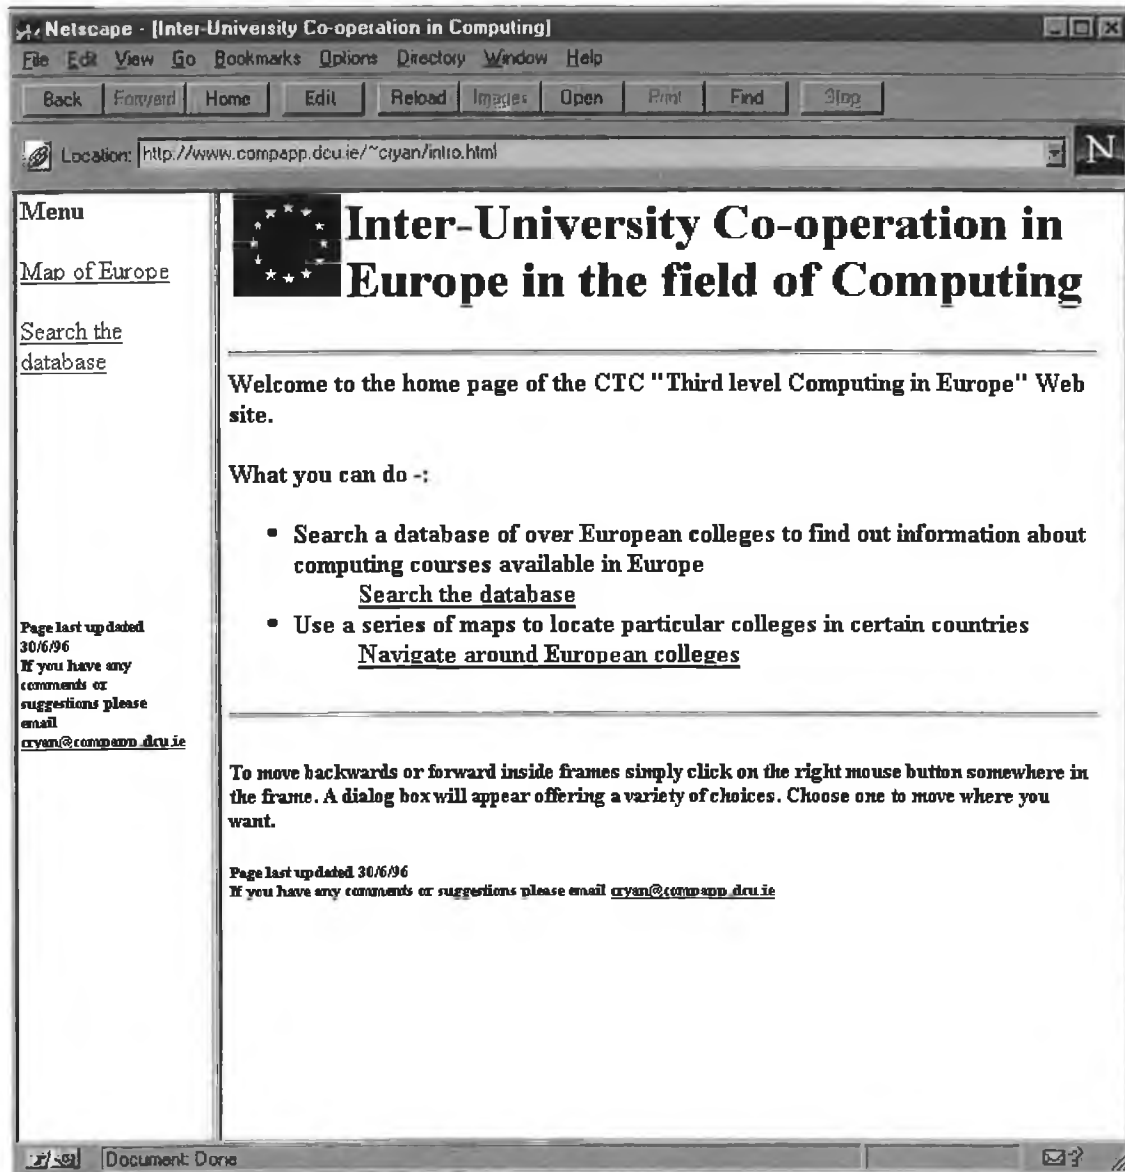 Netscape - [Inter-University Co-operation in Computing]
File Edit View Go Bookmarks Options Directory Window Help
Back Forward Home Edit Reload Images Open Print Find Stop
Location: http://www.compapp.dcu.ie/~cryan/intro.html
N
Menu
Map of Europe
Search the
database
Page last updated
30/6/96
If you have any
comments or
suggestions please
email
cryan@compapp.dcu.ie
Inter-University Co-operation in
Europe in the field of Computing
Welcome to the home page of the CTC "Third level Computing in Europe" Web
site.
What you can do -:
• Search a database of over European colleges to find out information about
computing courses available in Europe
Search the database
• Use a series of maps to locate particular colleges in certain countries
Navigate around European colleges
To move backwards or forward inside frames simply click on the right mouse button somewhere in
the frame. A dialog box will appear offering a variety of choices. Choose one to move where you
want.
Page last updated 30/6/96
If you have any comments or suggestions please email cryan@compapp.dcu.ie
Document: Done